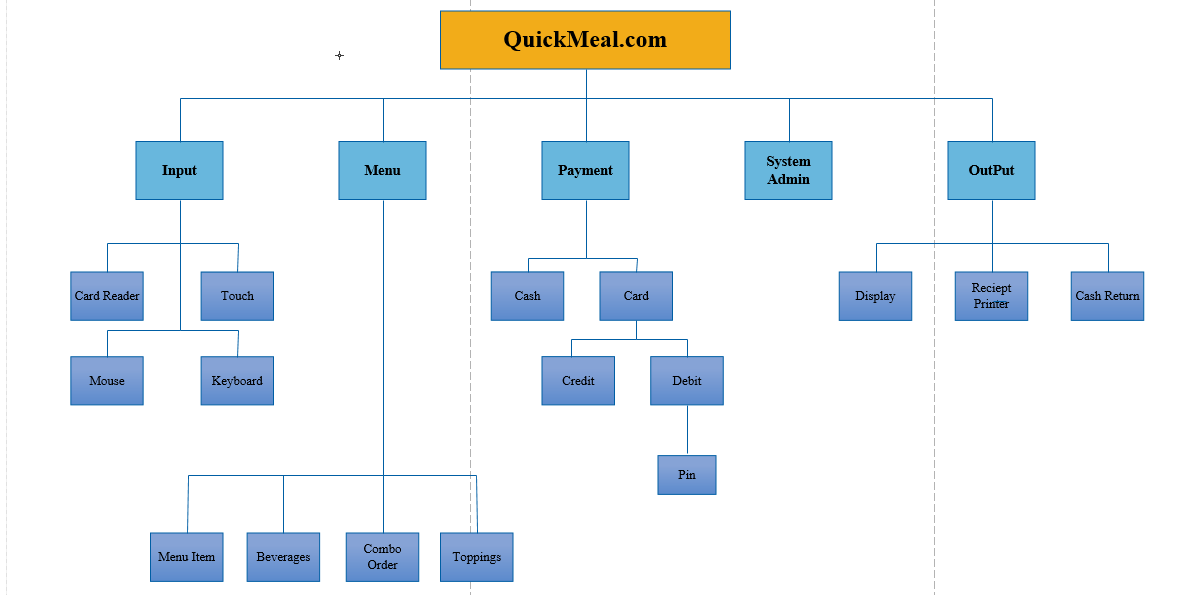 QuickMeal.com
Input
Menu
Payment
System
Admin
OutPut
Card Reader
Touch
Cash
Card
Display
Reciept
Printer
Cash Return
Mouse
Keyboard
Credit
Debit
Pin
Menu Item
Beverages
Combo
Order
Toppings